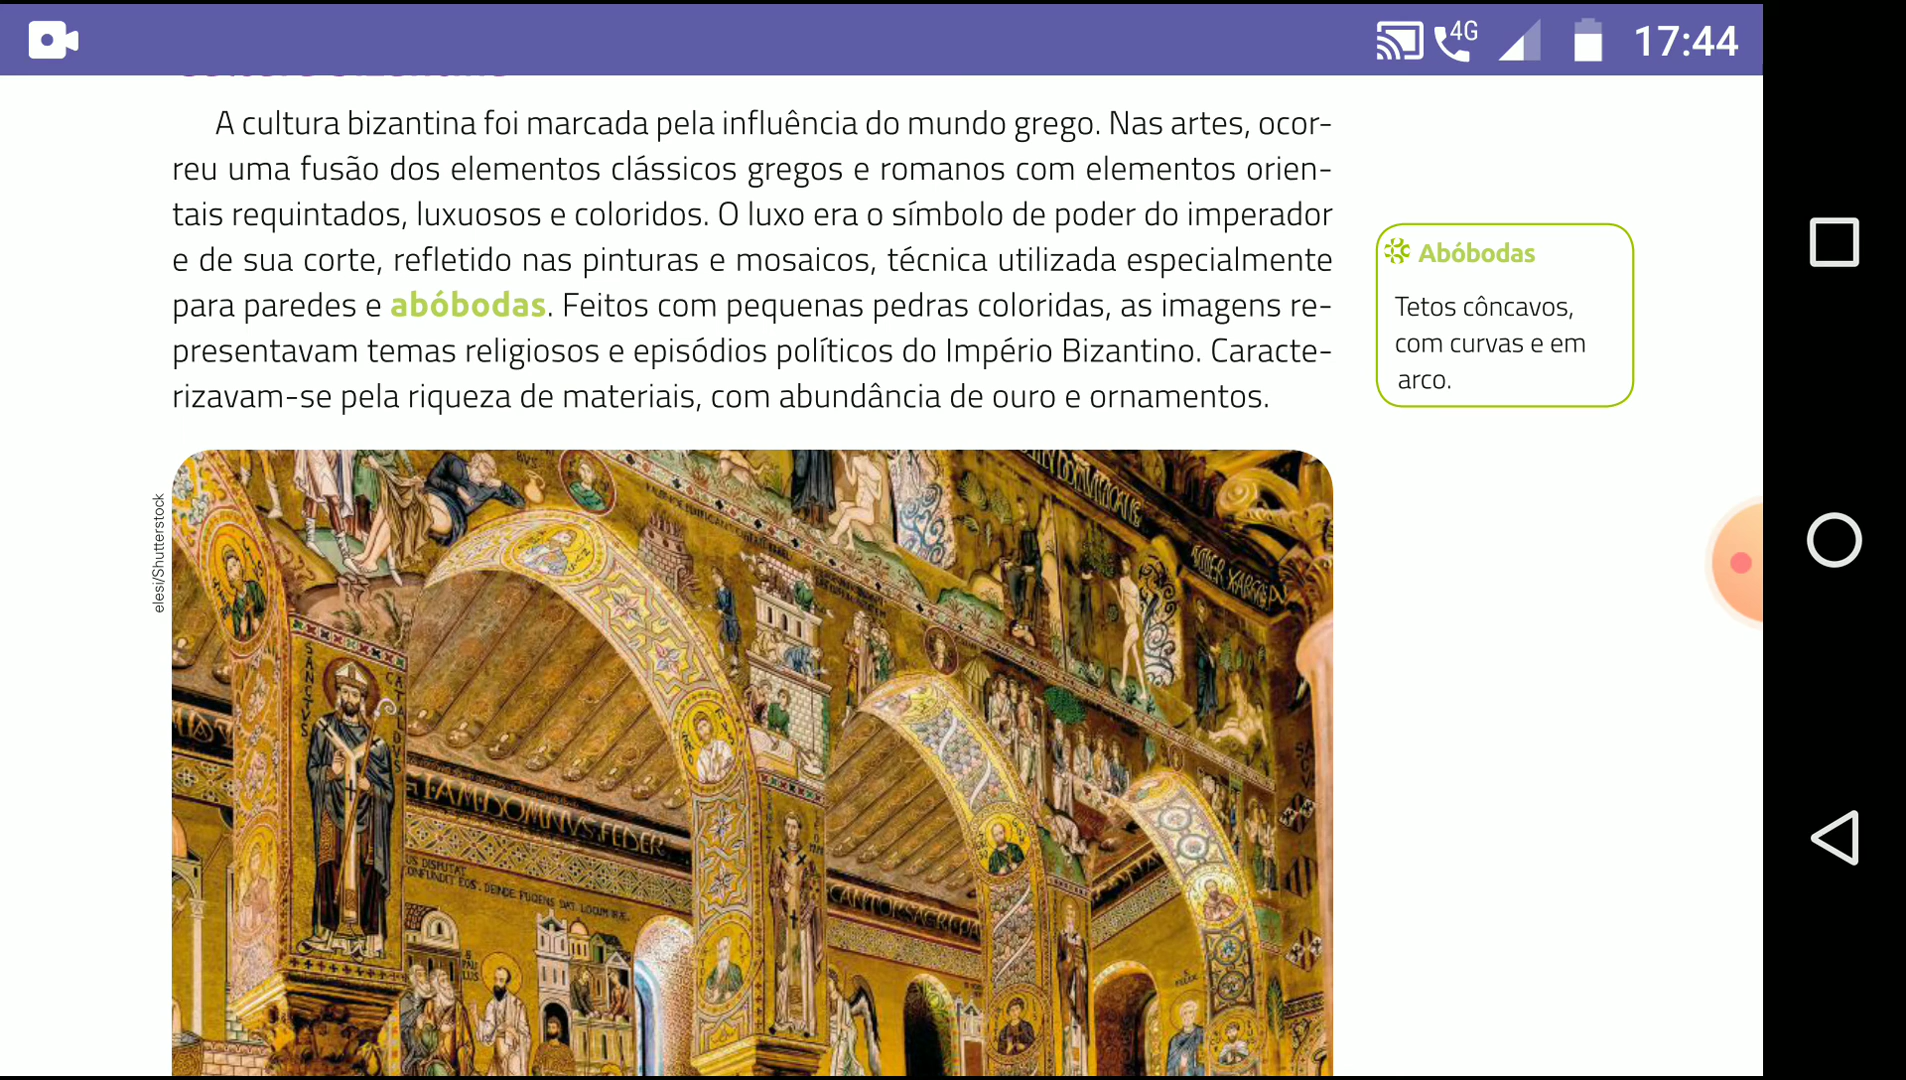 17:44
4G
A cultura bizantina foi marcada pela influência do mundo grego. Nas artes, ocor-
reu uma fusão dos elementos clássicos gregos e romanos com elementos orien-
tais requintados, luxuosos e coloridos. O luxo era o símbolo de poder do imperador
e de sua corte, refletido nas pinturas e mosaicos, técnica utilizada especialmente
para paredes e abóbodas. Feitos com pequenas pedras coloridas, as imagens re-
presentavam temas religiosos e episódios políticos do Império Bizantino. Caracte-
rizavam-se pela riqueza de materiais, com abundância de ouro e ornamentos.
Abóbodas
Tetos côncavos,
com curvas e em
arco.
elesi/Shutterstock
SANCTVS
CATALDVS